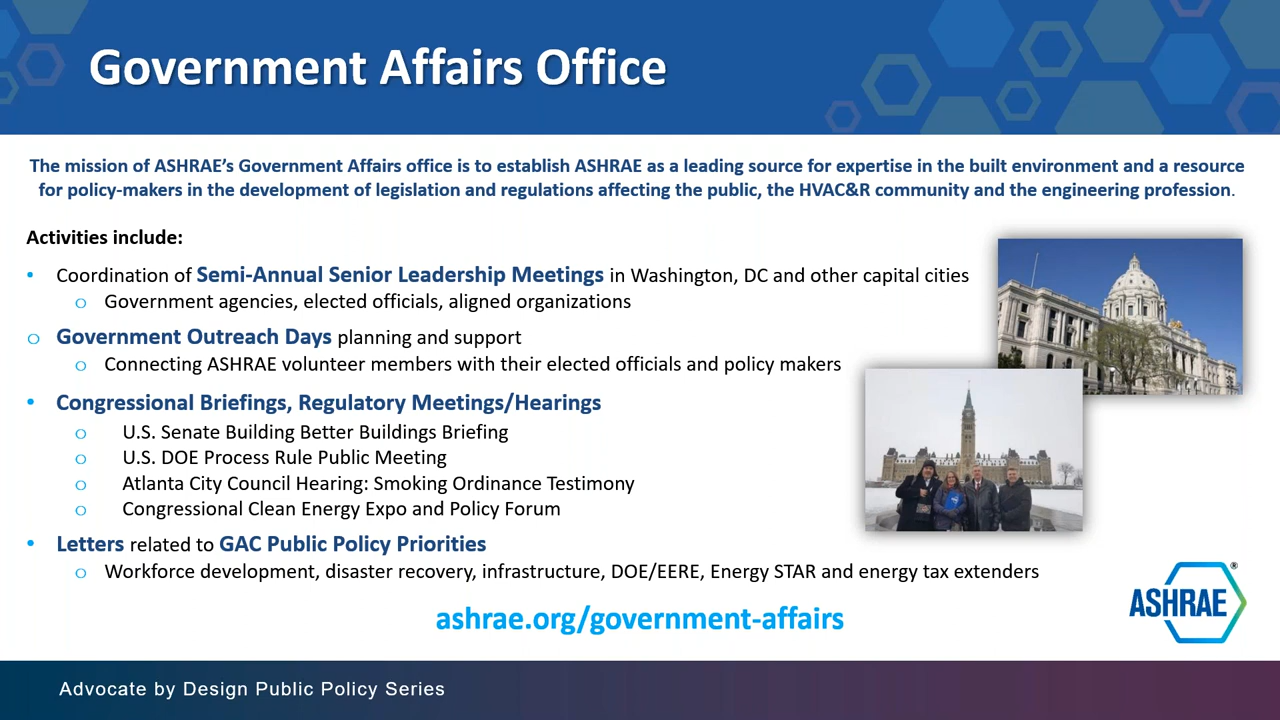 Government Affairs Office
The mission of ASHRAE’s Government Affairs office is to establish ASHRAE as a leading source for expertise in the built environment and a resource
for policy-makers in the development of legislation and regulations affecting the public, the HVAC&R community and the engineering profession.
Activities include:
• Coordination of Semi-Annual Senior Leadership Meetings in Washington, DC and other capital cities
o Government agencies, elected officials, aligned organizations
o Government Outreach Days planning and support
o Connecting ASHRAE volunteer members with their elected officials and policy makers
• Congressional Briefings, Regulatory Meetings/Hearings
o U.S. Senate Building Better Buildings Briefing
o U.S. DOE Process Rule Public Meeting
o Atlanta City Council Hearing: Smoking Ordinance Testimony
o Congressional Clean Energy Expo and Policy Forum
• Letters related to GAC Public Policy Priorities
o Workforce development, disaster recovery, infrastructure, DOE/EERE, Energy STAR and energy tax extenders
ashrae.org/government-affairs
ASHRAE®
Advocate by Design Public Policy Series